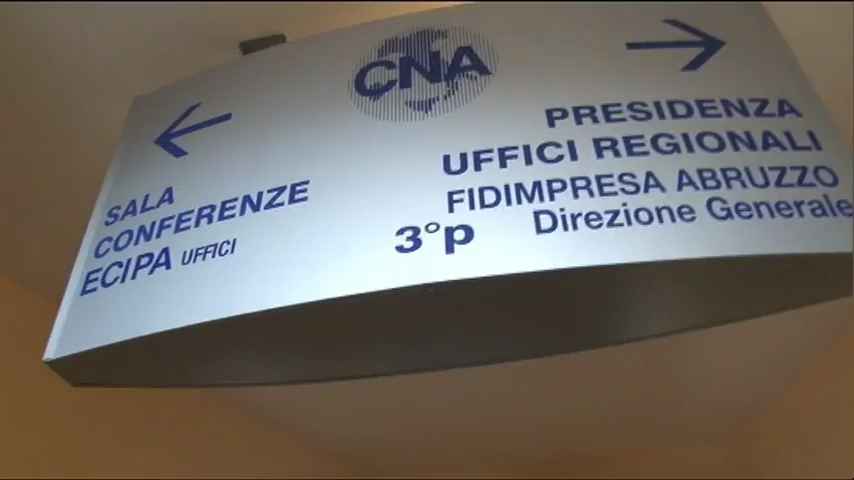 CNA
SALA
CONFERENZE
ECIPA UFFICI
PRESIDENZA
UFFICI REGIONALI
FIDIMPRESA ABRUZZO
Direzione Generale
3°p